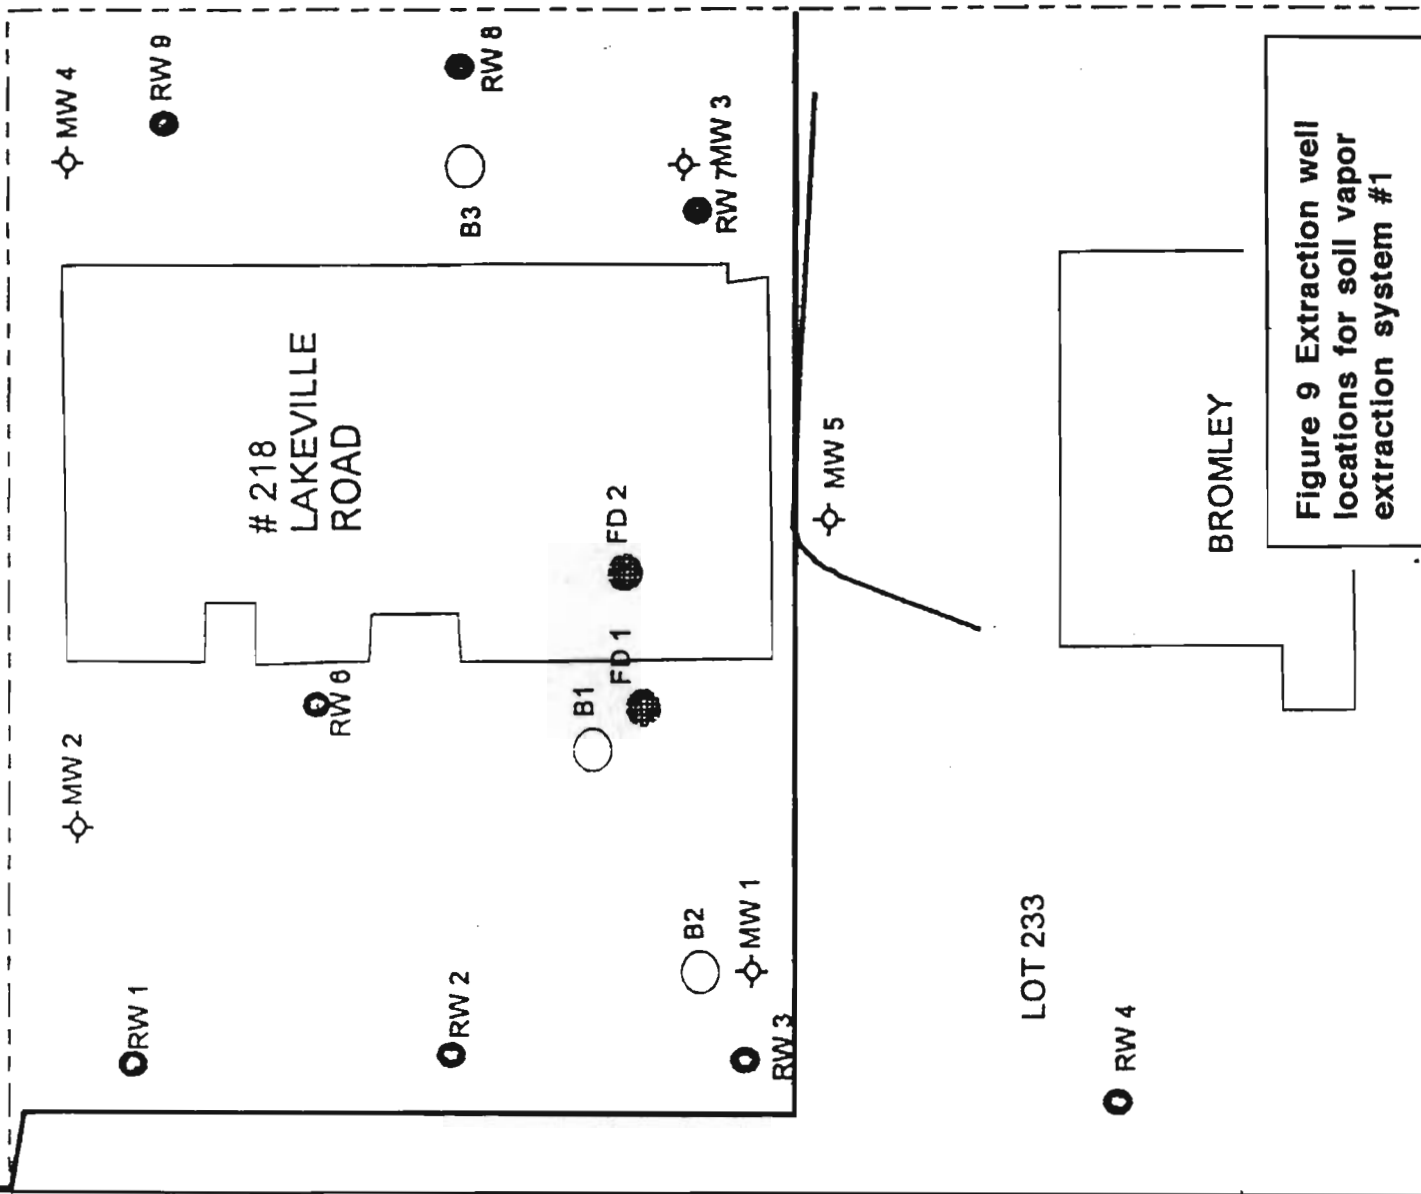 MW 4
RW 9
RW 8
B3
MW 3
RW 7
# 218
LAKEVILLE
ROAD
FD 2
FD 1
B1
RW 6
MW 2
MW 5
B2
MW 1
RW 1
RW 2
RW 3
LOT 233
RW 4
BROMLEY
Figure 9 Extraction well
locations for soil vapor
extraction system #1